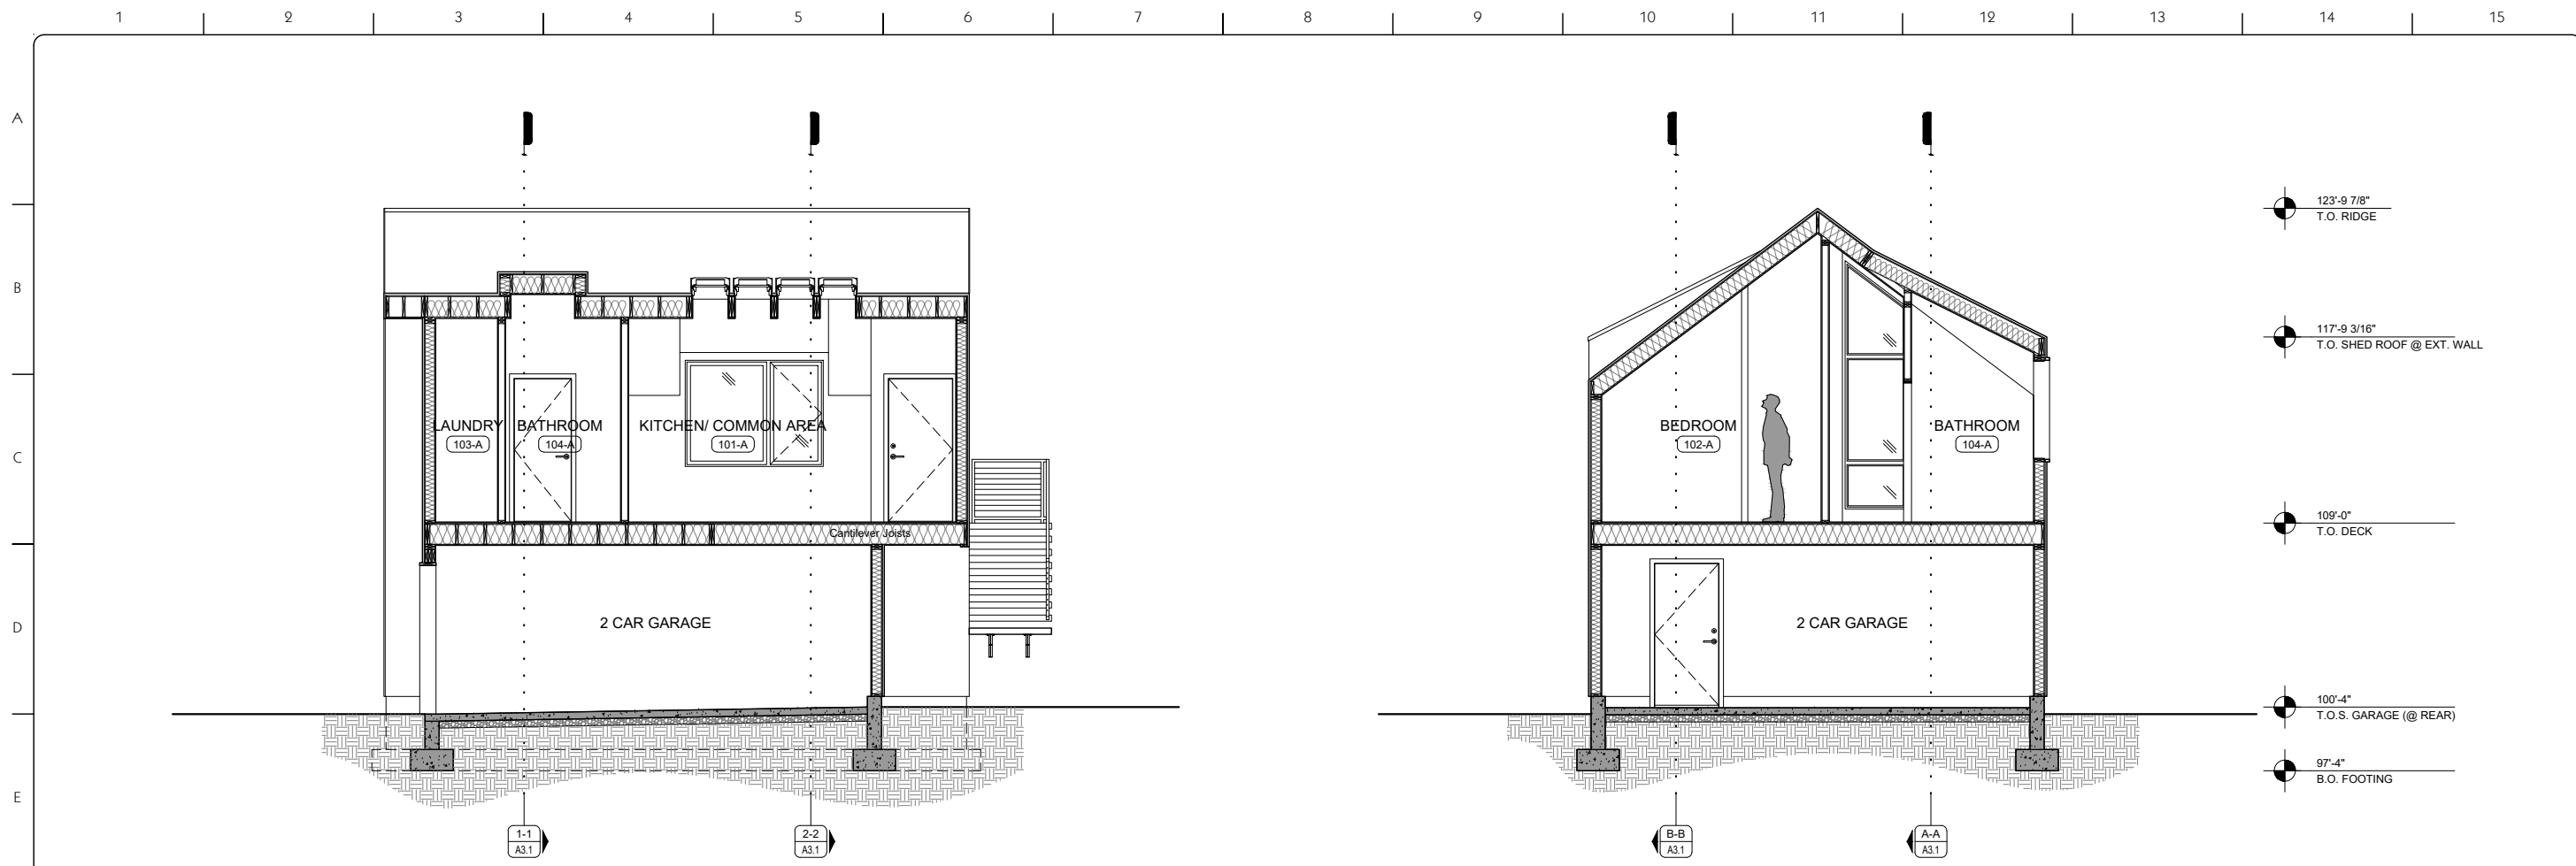 1 2 3 4 5 6 7 8 9 10 11 12 13 14 15
A
B
C
D
E
LAUNDRY
103-A
BATHROOM
104-A
KITCHEN/ COMMON AREA
101-A
Cantilever Joists
2 CAR GARAGE
1-1
A3.1
2-2
A3.1
BEDROOM
102-A
BATHROOM
104-A
2 CAR GARAGE
B-B
A3.1
A-A
A3.1
123'-9 7/8"
T.O. RIDGE
117'-9 3/16"
T.O. SHED ROOF @ EXT. WALL
109'-0"
T.O. DECK
100'-4"
T.O.S. GARAGE (@ REAR)
97'-4"
B.O. FOOTING